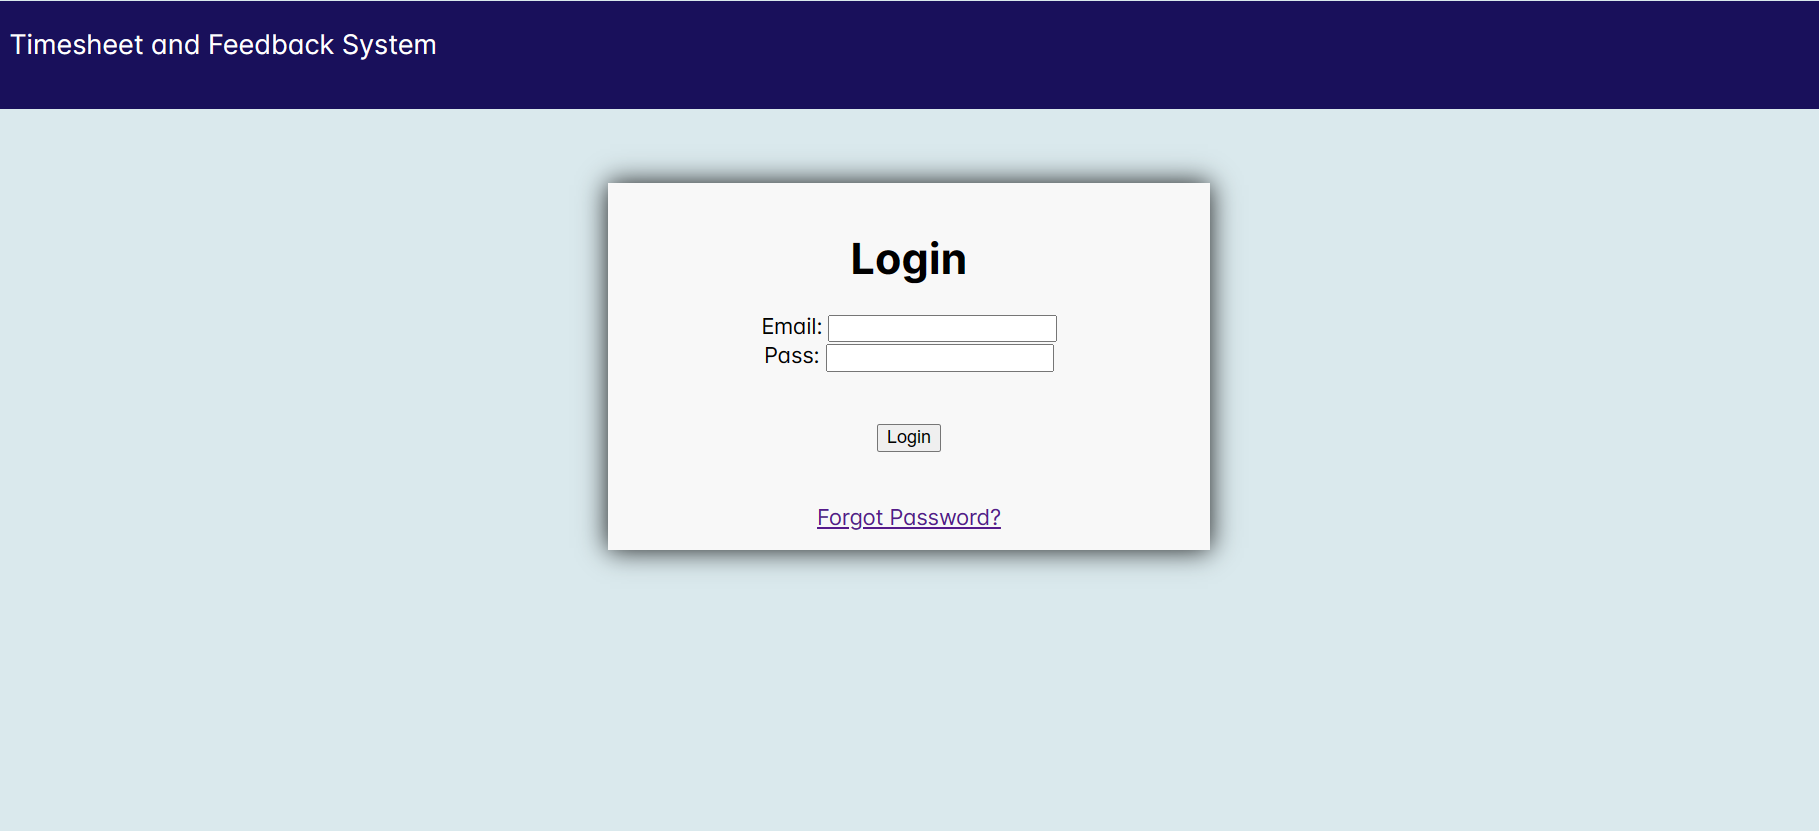 Timesheet and Feedback System
Login
Email:
Pass:
Login
Forgot Password?